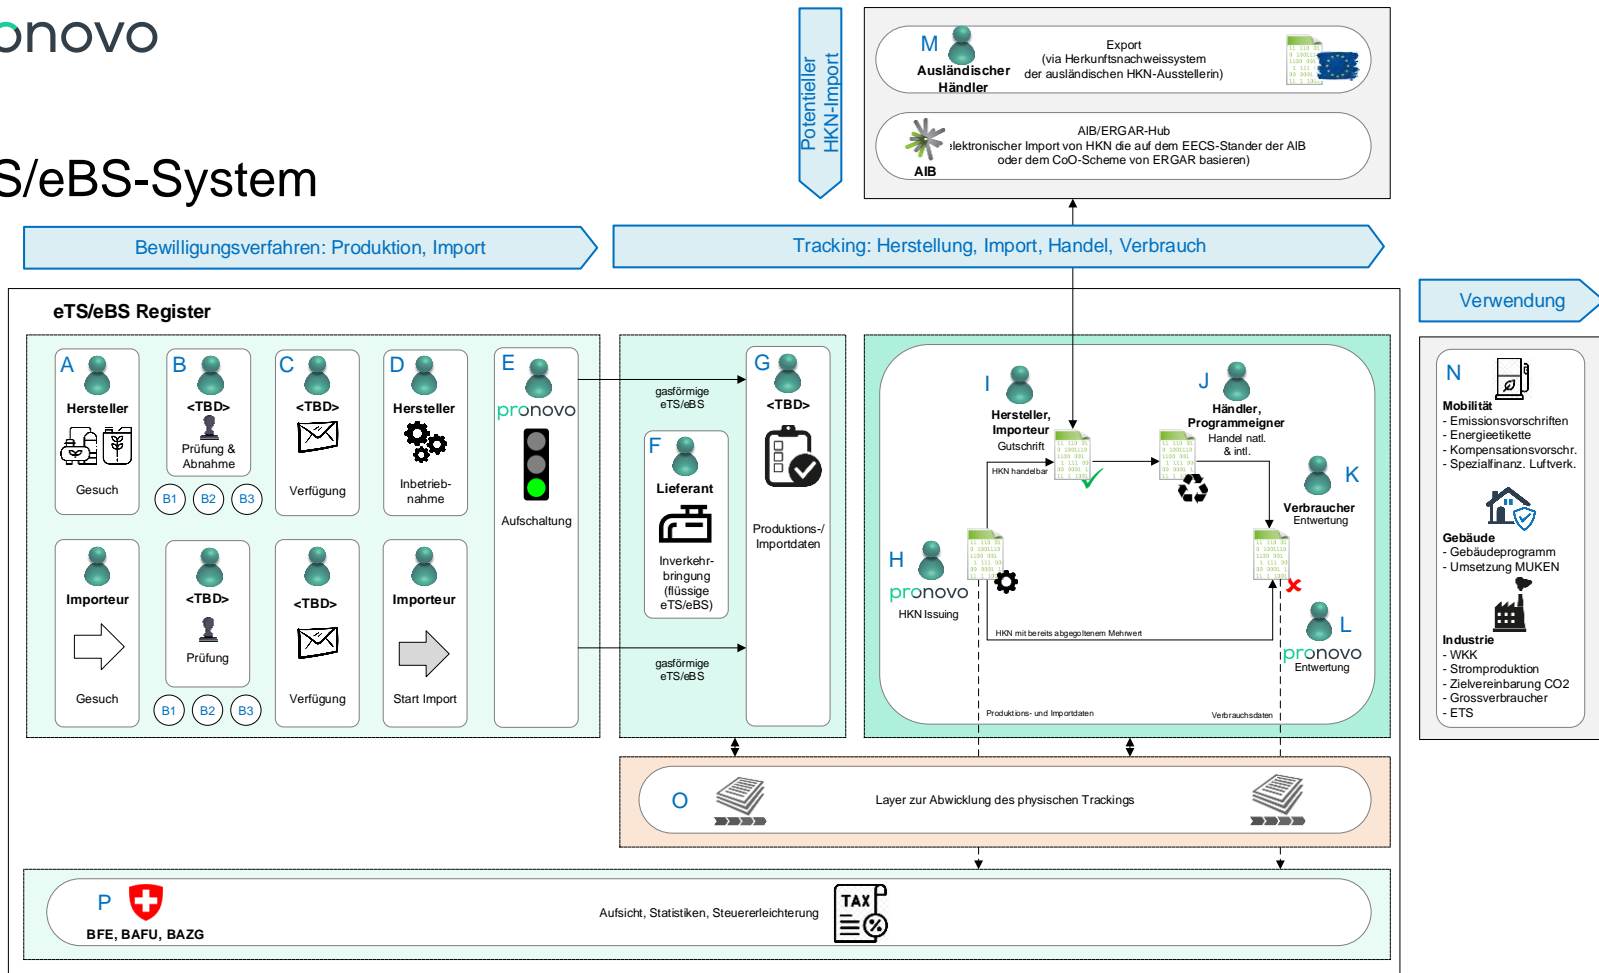 onovo
S/eBS-System
Potentieller
HKN-Import
M
Ausländischer
Händler
Export
(via Herkunftsnachweissystem
der ausländischen HKN-Ausstellerin)
AIB
AIB/ERGAR-Hub
lektronischer Import von HKN die auf dem EECS-Stander der AIB
oder dem CoO-Scheme von ERGAR basieren)
Bewilligungsverfahren: Produktion, Import
Tracking: Herstellung, Import, Handel, Verbrauch
Verwendung
eTS/eBS Register
A
Hersteller
Gesuch
B
<TBD>
Prüfung &
Abnahme
B1
B2
B3
C
<TBD>
Verfügung
D
Hersteller
Inbetrieb-
nahme
E
pronovo
Aufschaltung
Importeur
Gesuch
<TBD>
Prüfung
B1
B2
B3
<TBD>
Verfügung
Importeur
Start Import
gasförmige
eTS/eBS
F
Lieferant
Inverkehr-
bringung
(flüssige
eTS/eBS)
gasförmige
eTS/eBS
G
<TBD>
Produktions-/
Importdaten
H
pronovo
HKN Issuing
I
Hersteller,
Importeur
Gutschrift
HKN handelbar
J
Händler,
Programmeigner
Handel natl.
& intl.
K
Verbraucher
Entwertung
L
pronovo
Entwertung
HKN mit bereits abgegoltenem Mehrwert
Produktions- und Importdaten
Verbrauchsdaten
N
Mobilität
- Emissionsvorschriften
- Energieetikette
- Kompensationsvorschr.
- Spezialfinanz. Luftverk.
Gebäude
- Gebäudeprogramm
- Umsetzung MUKEN
Industrie
- WKK
- Stromproduktion
- Zielvereinbarung CO2
- Grossverbraucher
- ETS
O
Layer zur Abwicklung des physischen Trackings
P
BFE, BAFU, BAZG
Aufsicht, Statistiken, Steuererleichterung
TAX